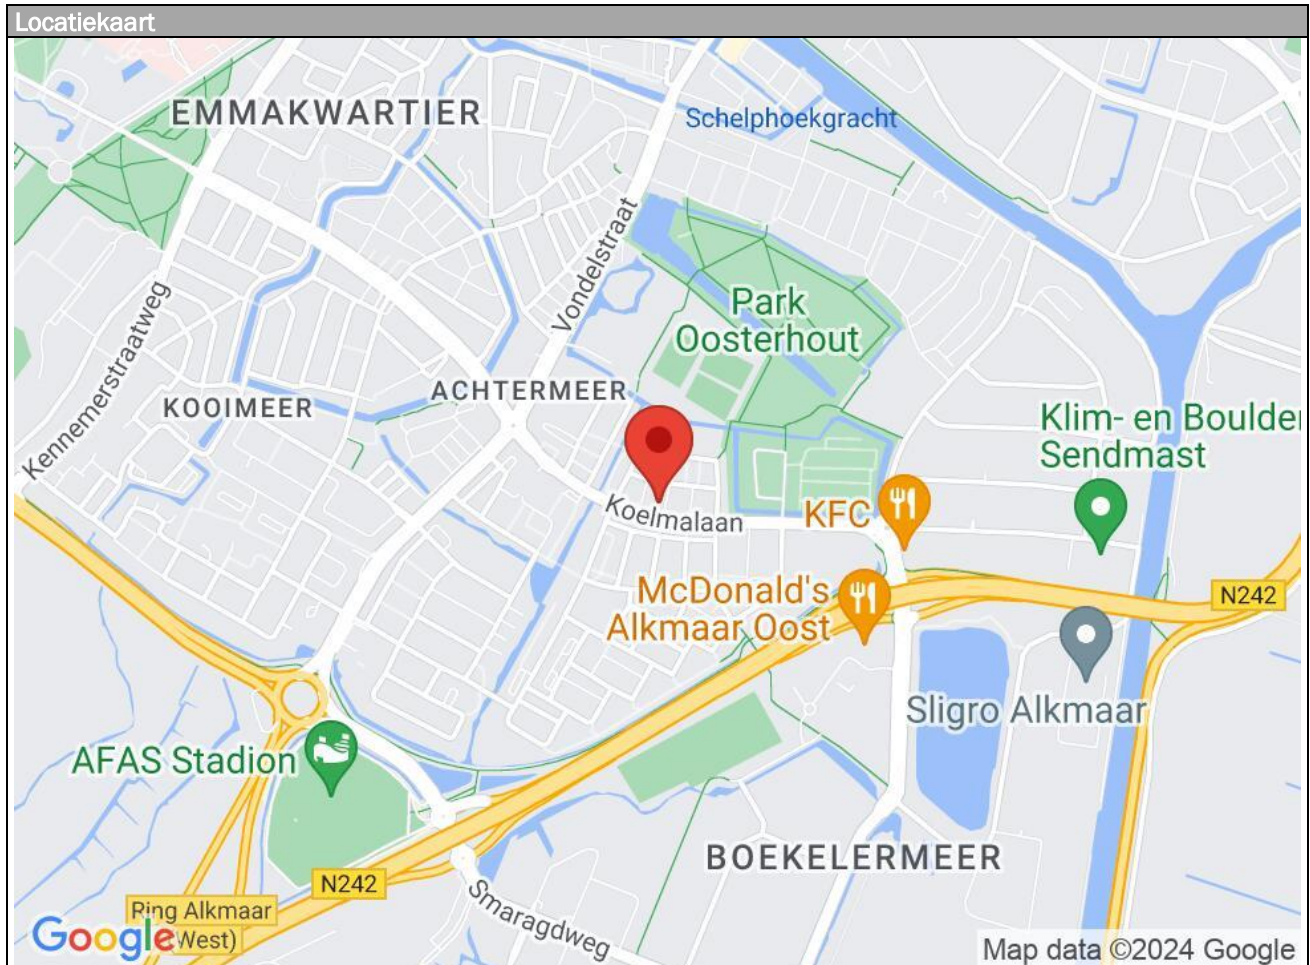 Locatiekaart
EMMAKWARTIER
Schelphoekgracht
Vondelstraat
Park
Oosterhout
Kennemerstraatweg
KOOIMEER
ACHTERMEER
Klim- en Boulder
Sendmast
Koelmalaan
KFC
McDonald's
Alkmaar Oost
N242
Sligro Alkmaar
AFAS Stadion
BOEKELERMEER
N242
Smaragdweg
Ring Alkmaar
(West)
Google
Map data ©2024 Google